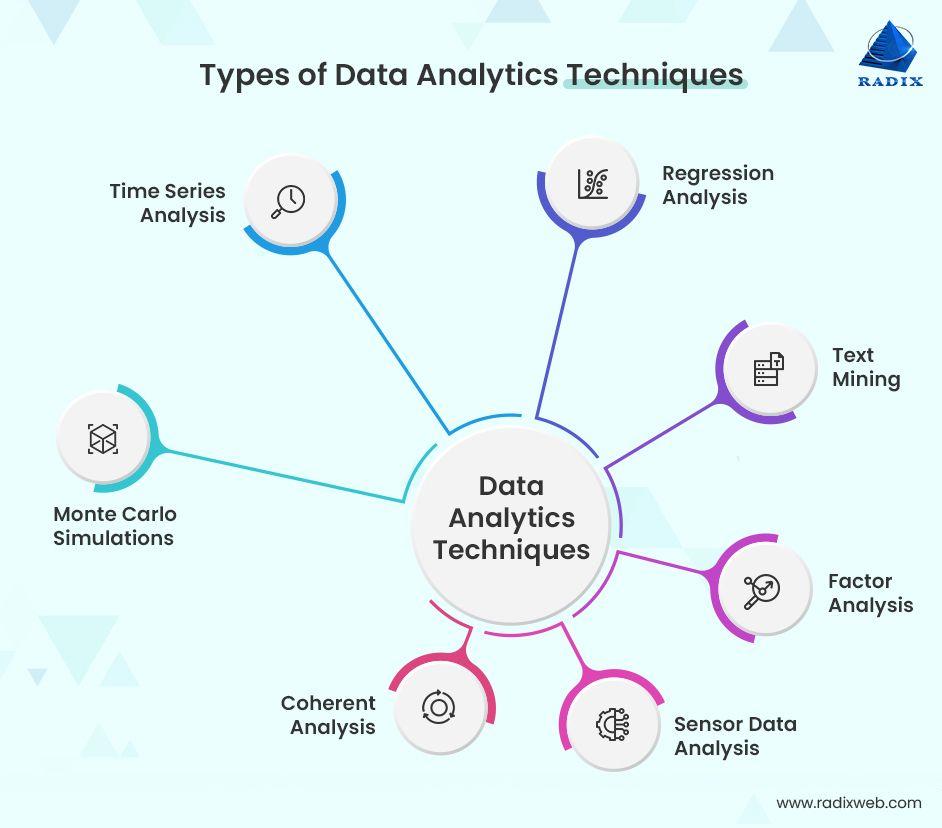 Types of Data Analytics Techniques
RADIX
Time Series
Analysis
Regression
Analysis
Text
Mining
Monte Carlo
Simulations
Data
Analytics
Techniques
Factor
Analysis
Coherent
Analysis
Sensor Data
Analysis
www.radixweb.com